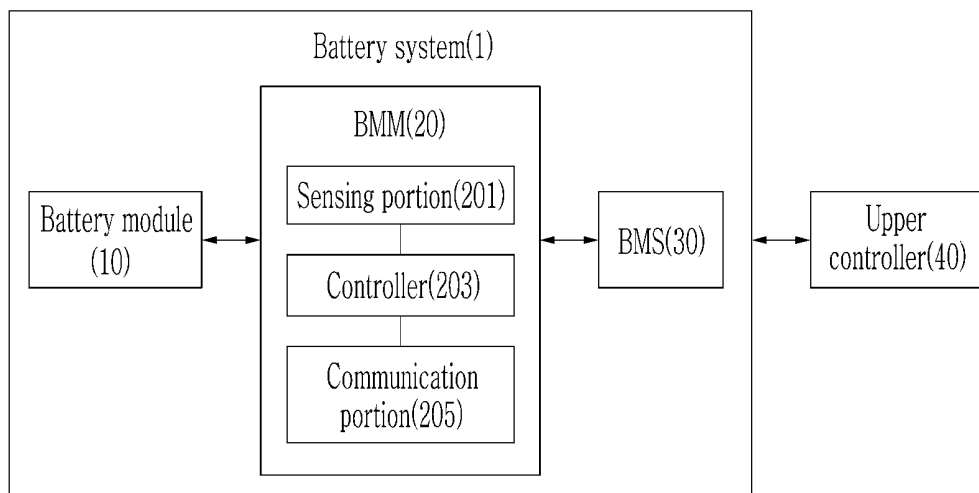 Battery system(1)
BMM(20)
Sensing portion(201)
Battery module
(10)
Controller(203)
Communication
portion(205)
BMS(30)
Upper
controller(40)